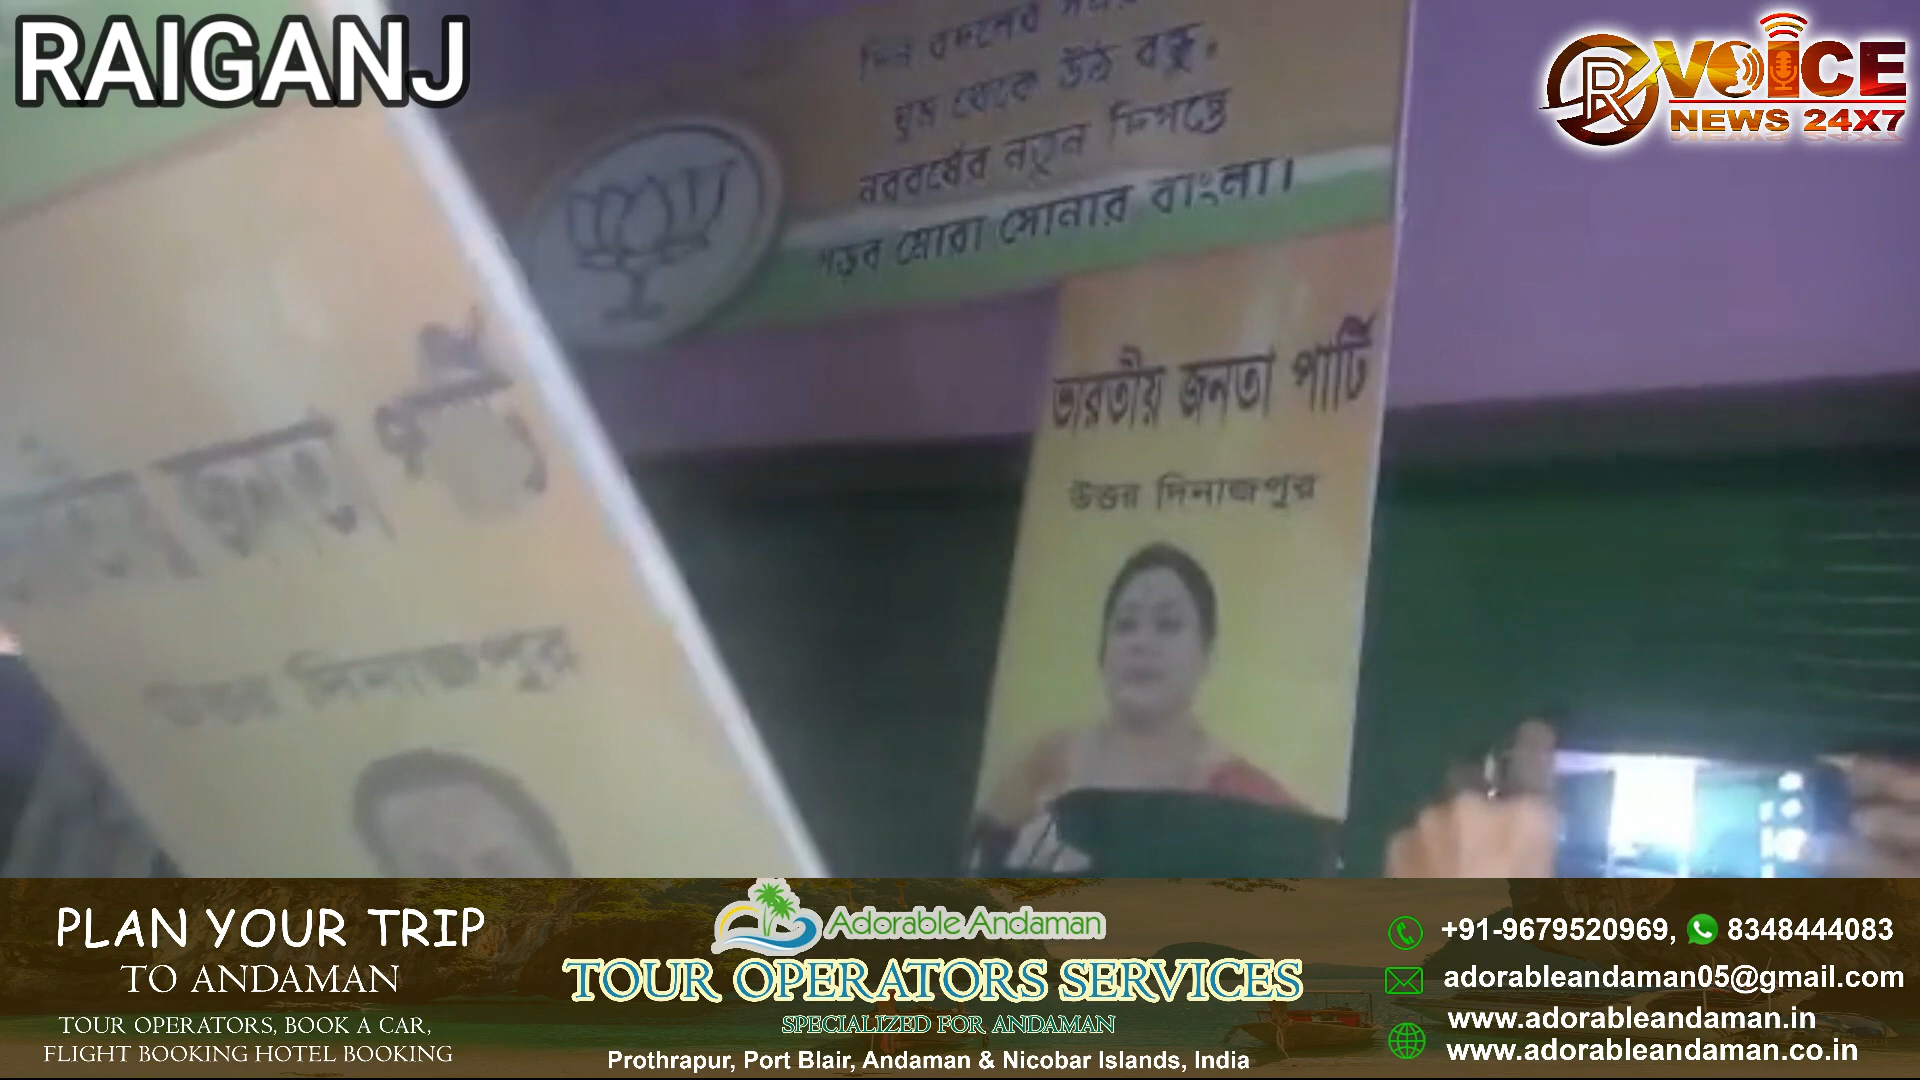 RAIGANJ
R VOICE
NEWS 24X7
দিন বদলের
ঘুম থেকে উঠ বন্ধু,
নববর্ষের নতুন দিগন্তে
গড়ব মোরা সোনার বাংলা।
ভারতীয় জনতা পার্টি
উত্তর দিনাজপুর
জনতা
উত্তর দিনাজপুর
PLAN YOUR TRIP
TO ANDAMAN
TOUR OPERATORS, BOOK A CAR,
FLIGHT BOOKING HOTEL BOOKING
Adorable Andaman
TOUR OPERATORS SERVICES
SPECIALIZED FOR ANDAMAN
Prothrapur, Port Blair, Andaman & Nicobar Islands, India
+91-9679520969, 8348444083
adorableandaman05@gmail.com
www.adorableandaman.in
www.adorableandaman.co.in